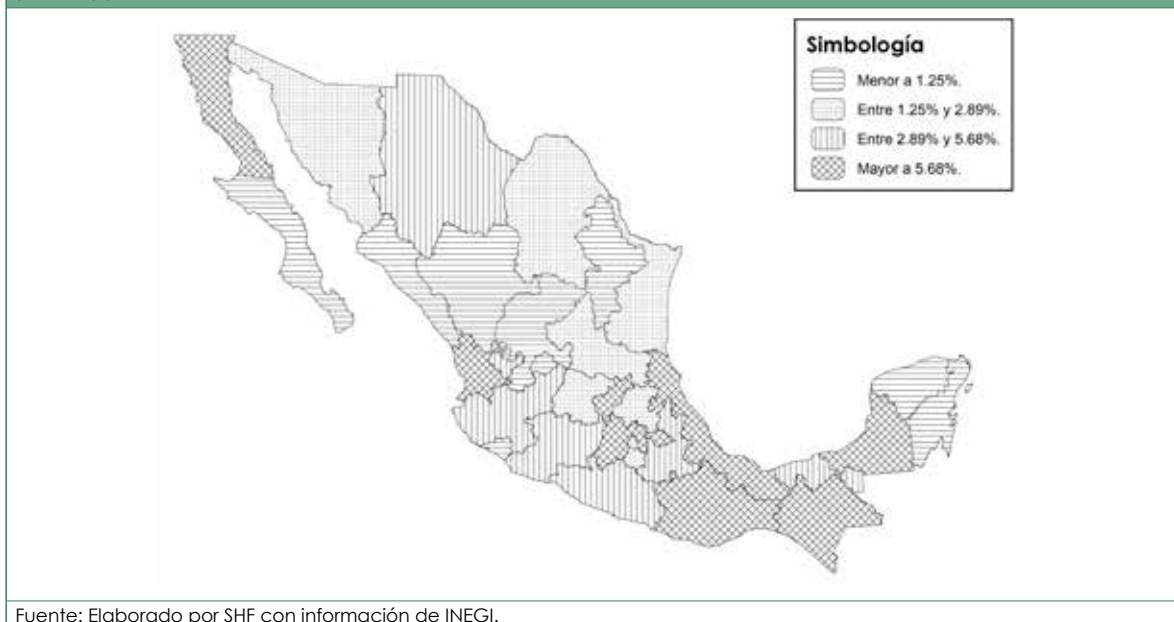 Simbología
Menor a 1.25%.
Entre 1.25% y 2.89%.
Entre 2.89% y 5.68%.
Mayor a 5.68%.
Fuente: Elaborado por SHF con información de INEGI.